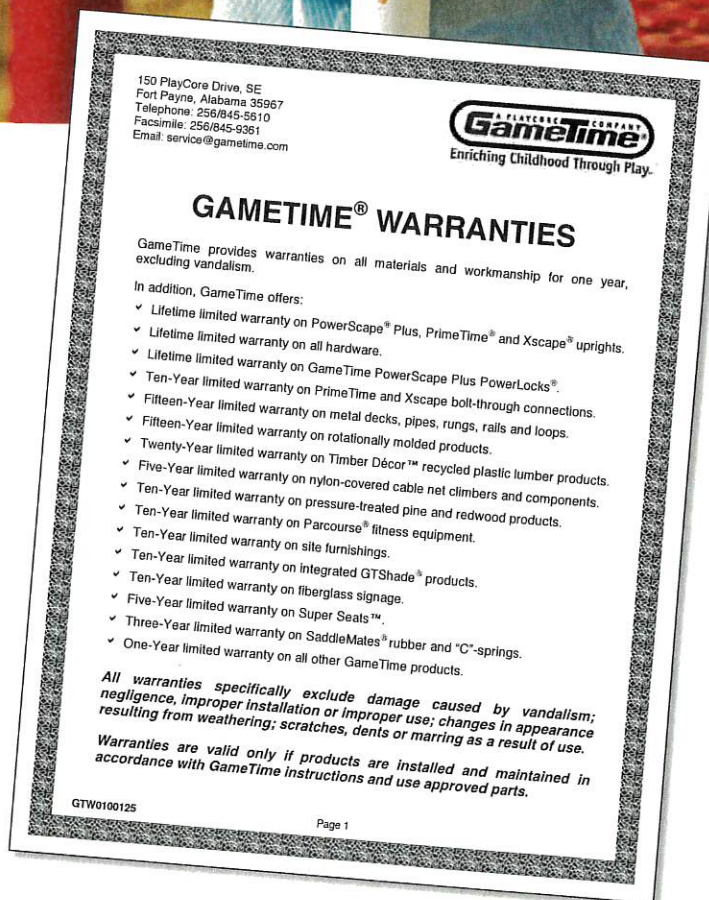 150 PlayCore Drive, SE
Fort Payne, Alabama 35967
Telephone: 256/845-5610
Facsimile: 256/845-9361
Email: service@gametime.com
A PLAYCORE COMPANY
GameTime®
Enriching Childhood Through Play.
GAMETIME® WARRANTIES
GameTime provides warranties on all materials and workmanship for one year,
excluding vandalism.
In addition, GameTime offers:
✓ Lifetime limited warranty on PowerScape® Plus, PrimeTime® and Xscape® uprights.
✓ Lifetime limited warranty on all hardware.
✓ Lifetime limited warranty on GameTime PowerScape Plus PowerLocks®.
✓ Ten-Year limited warranty on PrimeTime and Xscape bolt-through connections.
✓ Fifteen-Year limited warranty on metal decks, pipes, rungs, rails and loops.
✓ Fifteen-Year limited warranty on rotationally molded products.
✓ Twenty-Year limited warranty on Timber Décor™ recycled plastic lumber products.
✓ Five-Year limited warranty on nylon-covered cable net climbers and components.
✓ Ten-Year limited warranty on pressure-treated pine and redwood products.
✓ Ten-Year limited warranty on Parcourse® fitness equipment.
✓ Ten-Year limited warranty on site furnishings.
✓ Ten-Year limited warranty on integrated GTShade® products.
✓ Ten-Year limited warranty on fiberglass signage.
✓ Five-Year limited warranty on Super Seats™.
✓ Three-Year limited warranty on SaddleMates® rubber and "C"-springs.
✓ One-Year limited warranty on all other GameTime products.
All warranties specifically exclude damage caused by vandalism;
negligence, improper installation or improper use; changes in appearance
resulting from weathering; scratches, dents or marring as a result of use.
Warranties are valid only if products are installed and maintained in
accordance with GameTime instructions and use approved parts.
GTW0100125
Page 1